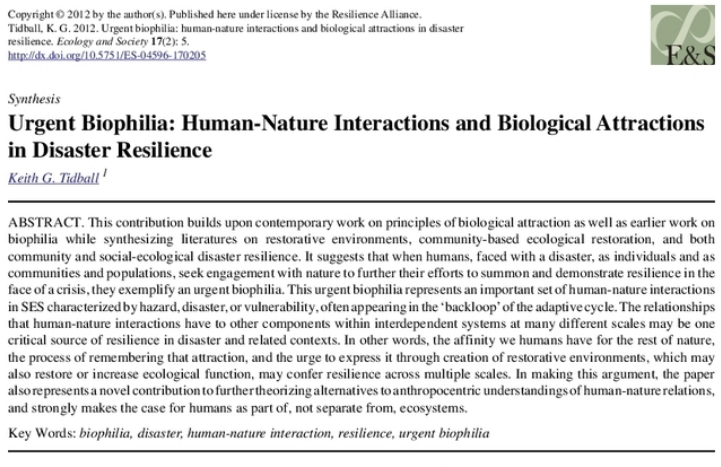 Copyright © 2012 by the author(s). Published here under license by the Resilience Alliance.
Tidball, K. G. 2012. Urgent biophilia: human-nature interactions and biological attractions in disaster
resilience. Ecology and Society 17(2): 5.
http://dx.doi.org/10.5751/ES-04596-170205
E&S
Synthesis
Urgent Biophilia: Human-Nature Interactions and Biological Attractions
in Disaster Resilience
Keith G. Tidball 1
ABSTRACT. This contribution builds upon contemporary work on principles of biological attraction as well as earlier work on
biophilia while synthesizing literatures on restorative environments, community-based ecological restoration, and both
community and social-ecological disaster resilience. It suggests that when humans, faced with a disaster, as individuals and as
communities and populations, seek engagement with nature to further their efforts to summon and demonstrate resilience in the
face of a crisis, they exemplify an urgent biophilia. This urgent biophilia represents an important set of human-nature interactions
in SES characterized by hazard, disaster, or vulnerability, often appearing in the ‘backloop’ of the adaptive cycle. The relationships
that human-nature interactions have to other components within interdependent systems at many different scales may be one
critical source of resilience in disaster and related contexts. In other words, the affinity we humans have for the rest of nature,
the process of remembering that attraction, and the urge to express it through creation of restorative environments, which may
also restore or increase ecological function, may confer resilience across multiple scales. In making this argument, the paper
also represents a novel contribution to further theorizing alternatives to anthropocentric understandings of human-nature relations,
and strongly makes the case for humans as part of, not separate from, ecosystems.
Key Words: biophilia, disaster, human-nature interaction, resilience, urgent biophilia